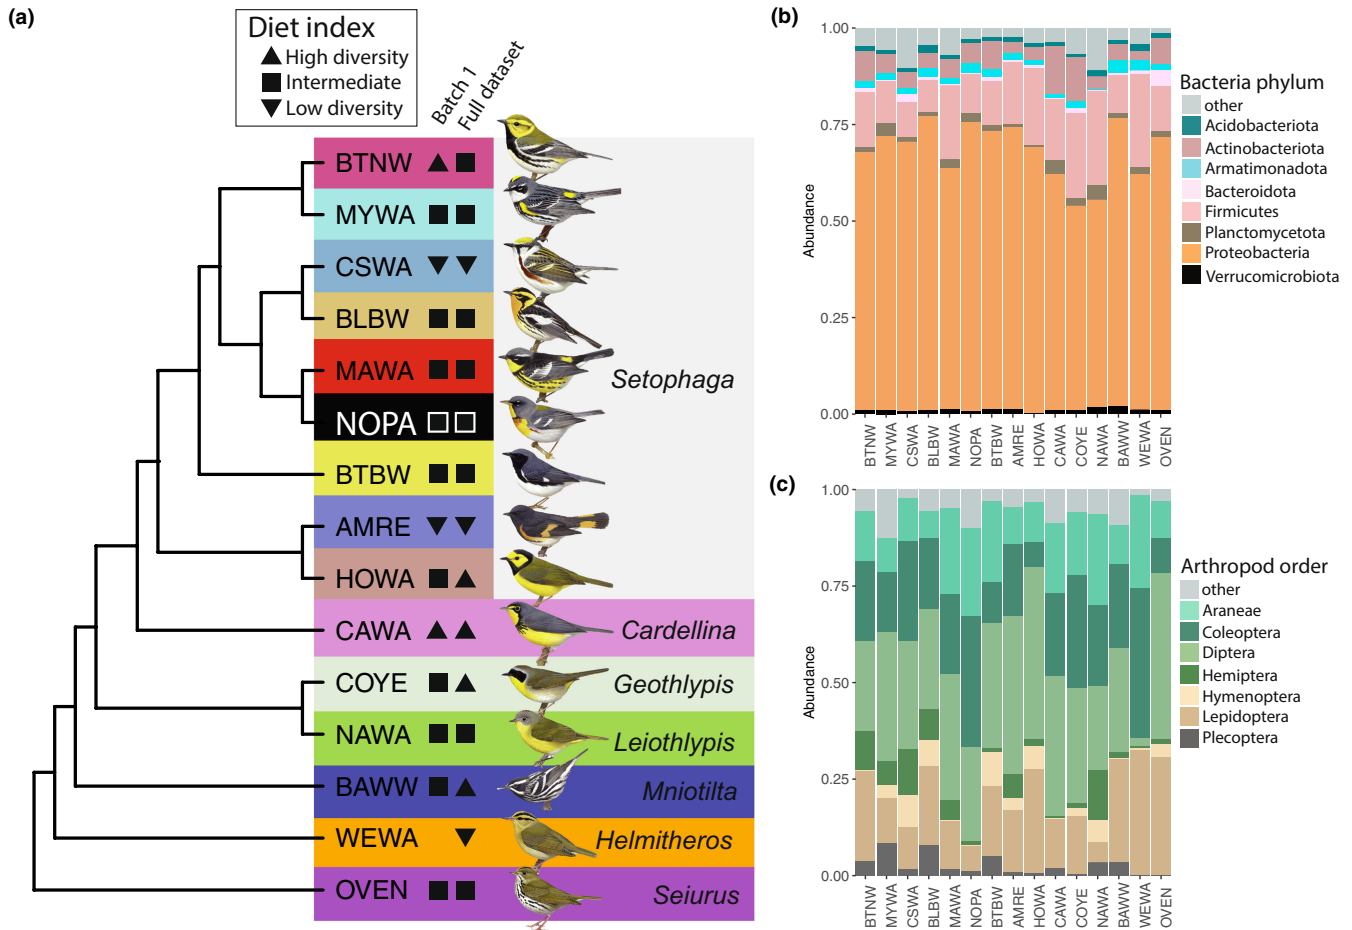 (a)
Diet index
High diversity
Intermediate
Low diversity
Batch 1
Full dataset
BTNW
MYWA
CSWA
BLBW
MAWA
NOPA
BTBW
AMRE
HOWA
CAWA
COYE
NAWA
BAWW
WEWA
OVEN
Setophaga
Cardellina
Geothlypis
Leiothlypis
Mniotilta
Helmitheros
Seiurus
(b)
1.00
0.75
0.50
0.25
0.00
Abundance
BTNW
MYWA
CSWA
BLBW
MAWA
NOPA
BTBW
AMRE
HOWA
CAWA
COYE
NAWA
BAWW
WEWA
OVEN
Bacteria phylum
other
Acidobacteriota
Actinobacteriota
Armatimonadota
Bacteroidota
Firmicutes
Planctomycetota
Proteobacteria
Verrucomicrobiota
(c)
1.00
0.75
0.50
0.25
0.00
Abundance
BTNW
MYWA
CSWA
BLBW
MAWA
NOPA
BTBW
AMRE
HOWA
CAWA
COYE
NAWA
BAWW
WEWA
OVEN
Arthropod order
other
Araneae
Coleoptera
Diptera
Hemiptera
Hymenoptera
Lepidoptera
Plecoptera